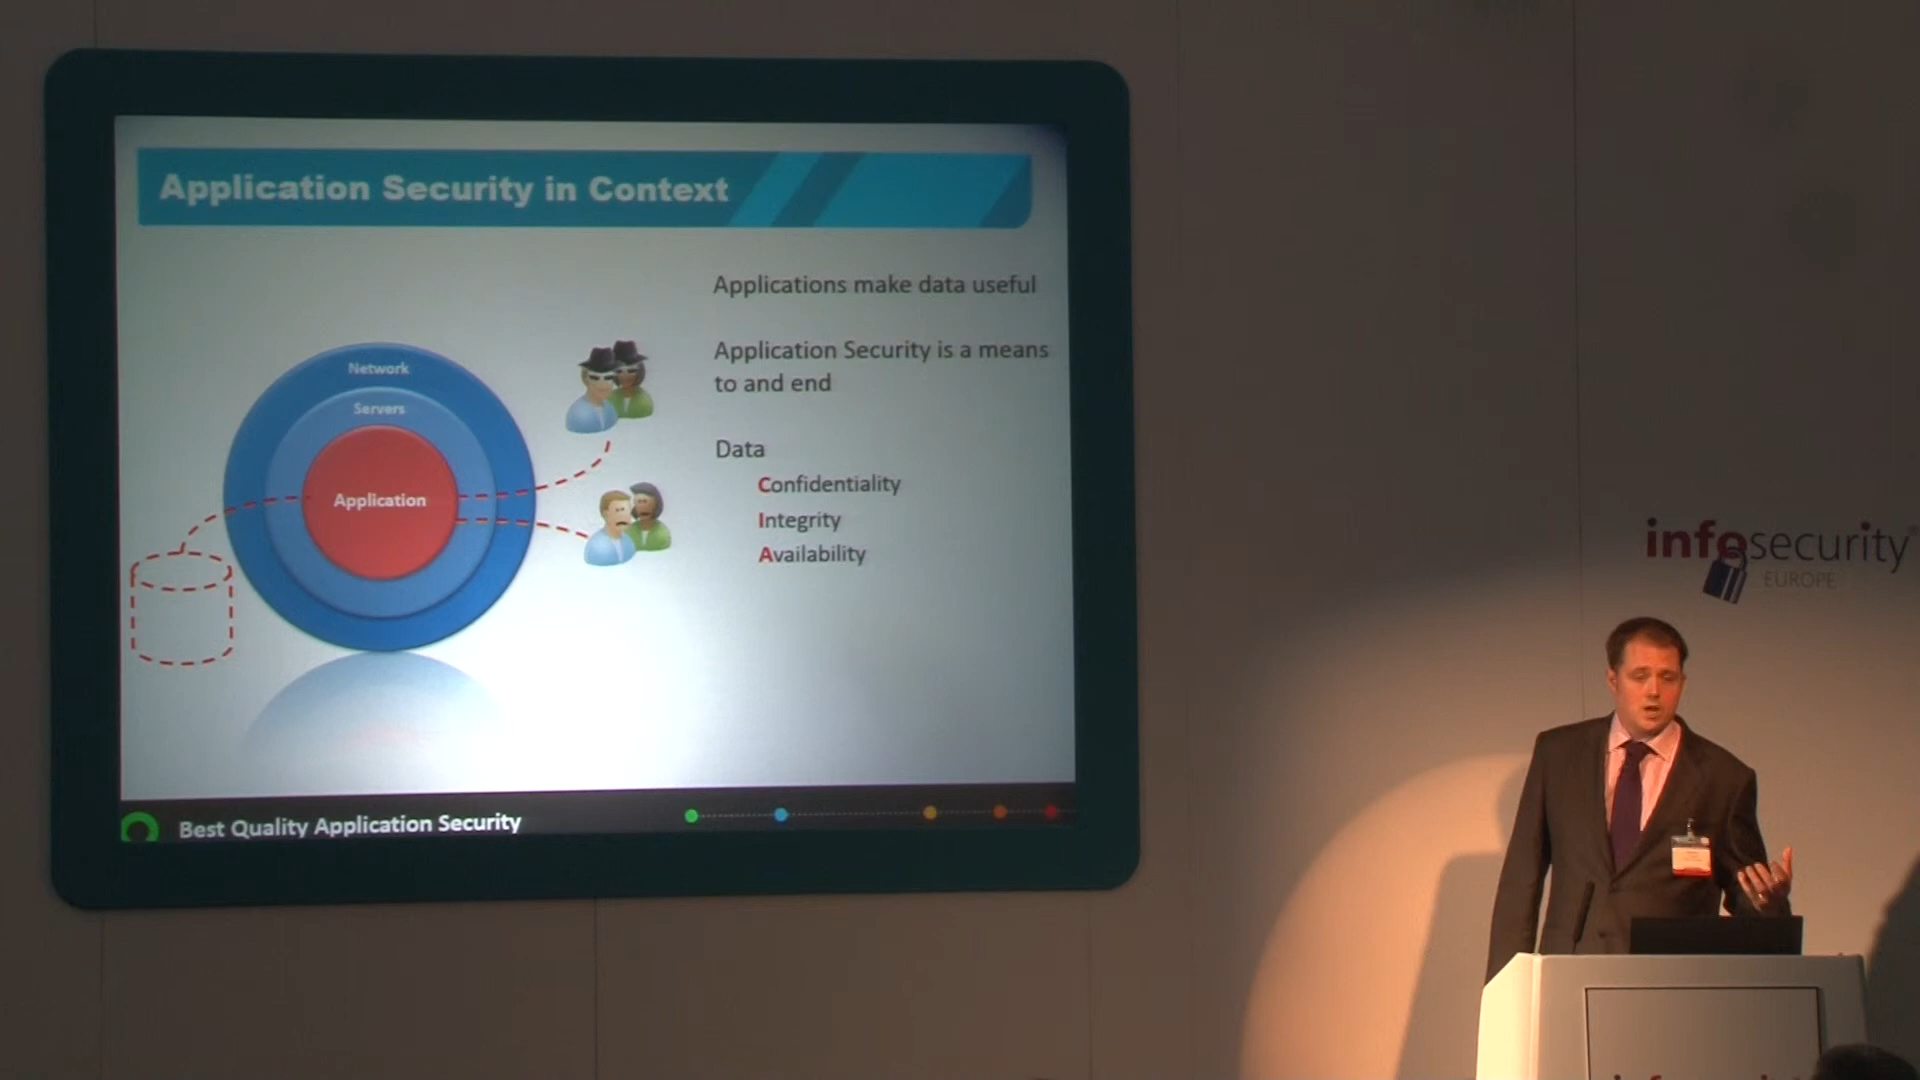 Application Security in Context
Applications make data useful
Application Security is a means
to and end
Data
Confidentiality
Integrity
Availability
Network
Servers
Application
Best Quality Application Security
infosecurity
EUROPE